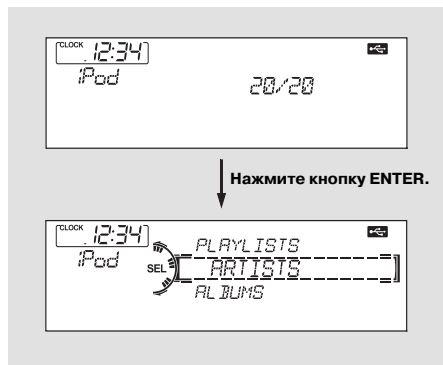 CLOCK 12:34
iPod
20/20
Нажмите кнопку ENTER.
CLOCK 12:34
PLAYLISTS
iPod
SEL
ARTISTS
ALBUMS